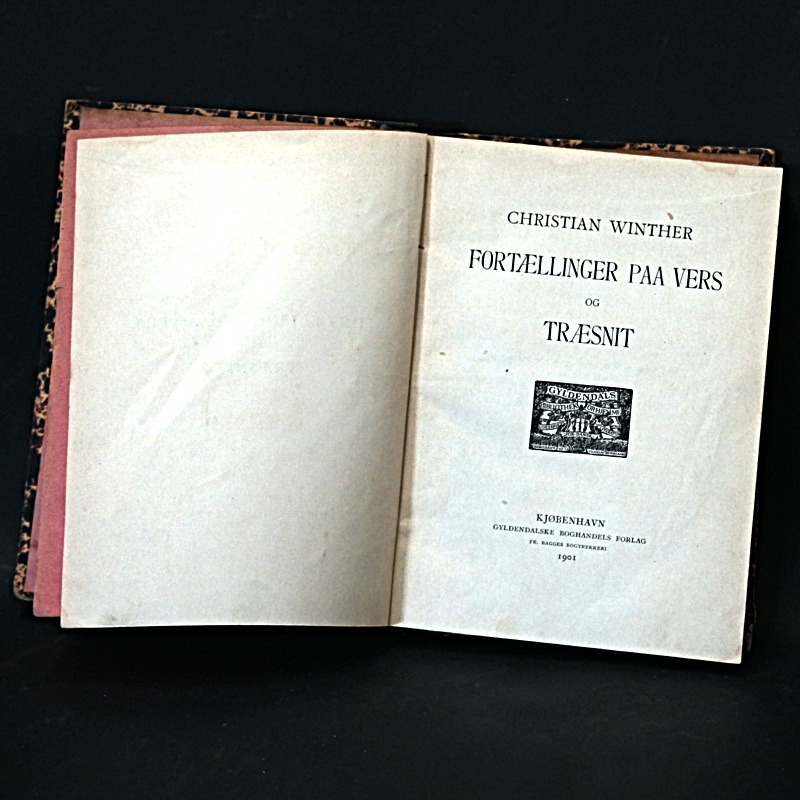 CHRISTIAN WINTHER
FORTÆLLINGER PAA VERS
OG
TRÆSNIT
GYLDENDALS
KJØBENHAVN
GYLDENDALSKE BOGHANDELS FORLAG
FR. BAGGES BOGTRYKKERI
1901